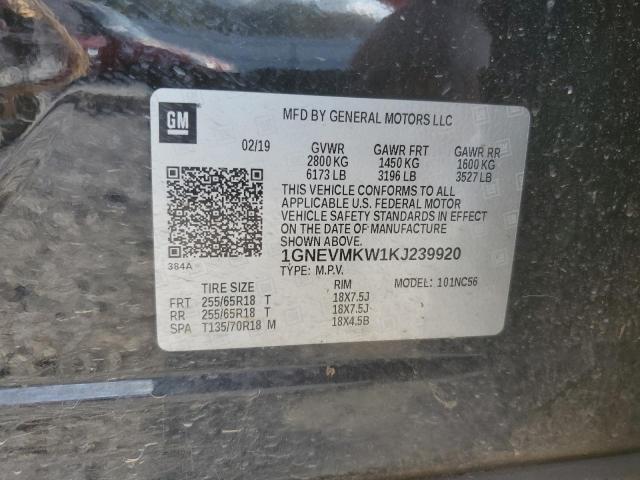 GM
MFD BY GENERAL MOTORS LLC
02/19 GVWR GAWR FRT GAWR RR
2800 KG 1450 KG 1600 KG
6173 LB 3196 LB 3527 LB
THIS VEHICLE CONFORMS TO ALL
APPLICABLE U.S. FEDERAL MOTOR
VEHICLE SAFETY STANDARDS IN EFFECT
ON THE DATE OF MANUFACTURE
SHOWN ABOVE.
384A
1GNEVMKW1KJ239920
TYPE: M.P.V. MODEL: 101NC56
TIRE SIZE RIM
FRT 255/65R18 T 18X7.5J
RR 255/65R18 T 18X7.5J
SPA T135/70R18 M 18X4.5B